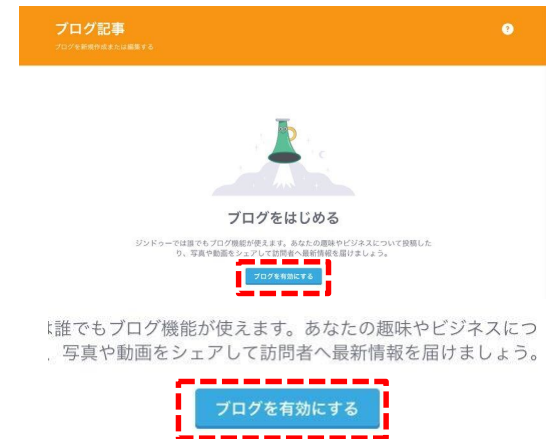 ブログ記事
ブログを新規作成または編集する
?
ブログをはじめる
ジンドゥーでは誰でもブログ機能が使えます。あなたの趣味やビジネスについて投稿した
り、写真や動画をシェアして訪問者へ最新情報を届けましょう。
ブログを有効にする
は誰でもブログ機能が使えます。あなたの趣味やビジネスにつ
、写真や動画をシェアして訪問者へ最新情報を届けましょう。
ブログを有効にする